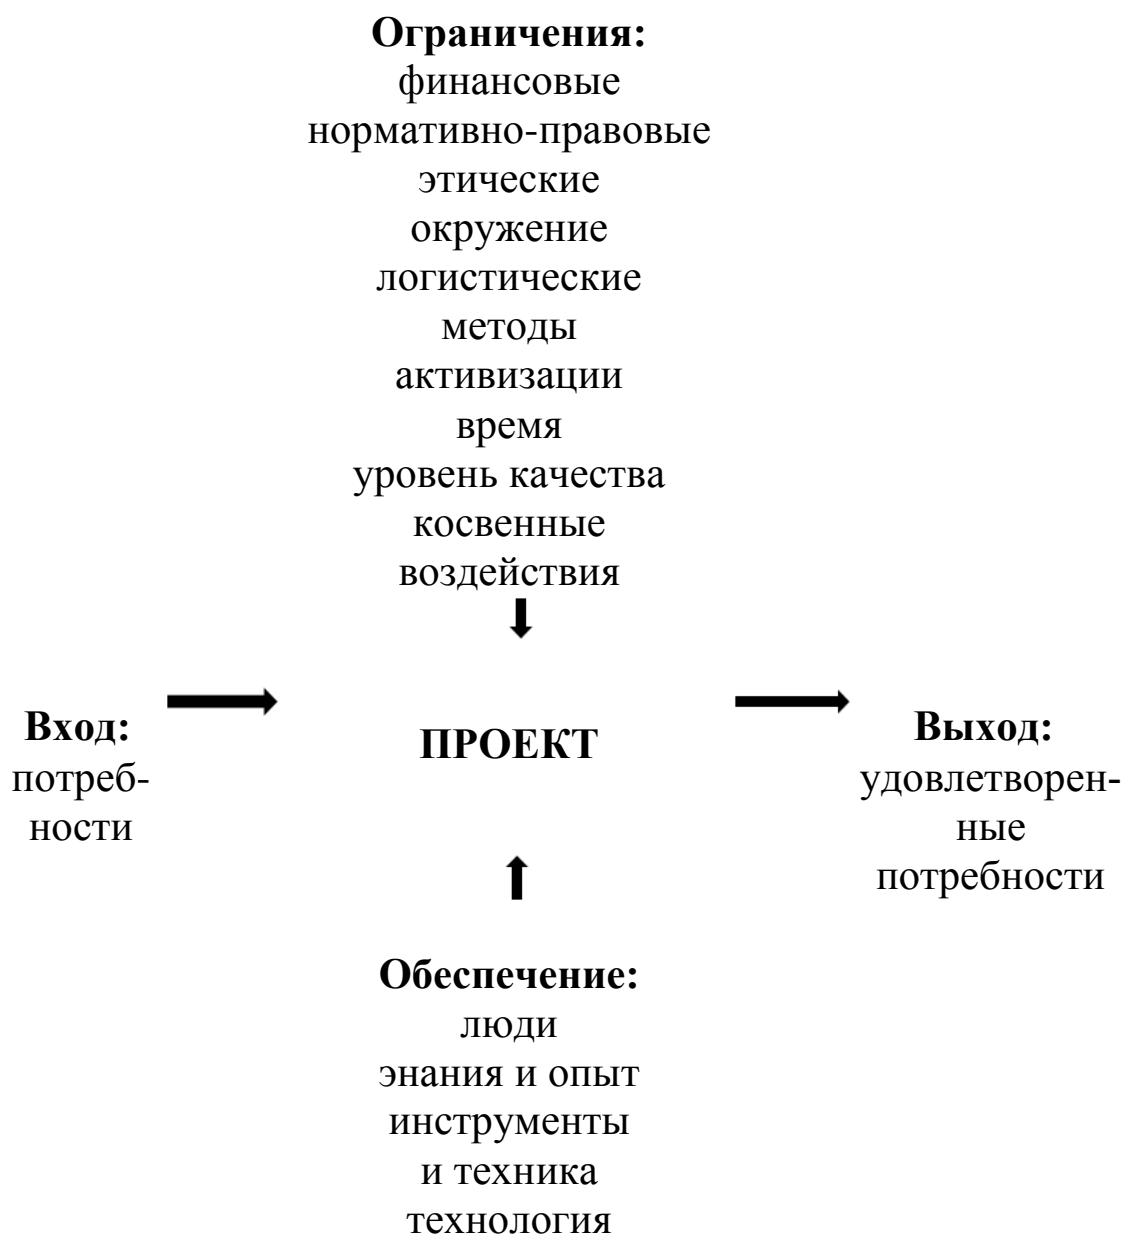 Ограничения:
финансовые
нормативно-правовые
этические
окружение
логистические
методы
активизации
время
уровень качества
косвенные
воздействия
Вход:
потреб-
ности
ПРОЕКТ
Выход:
удовлетворен-
ные
потребности
Обеспечение:
люди
энания и опыт
инструменты
и техника
технология